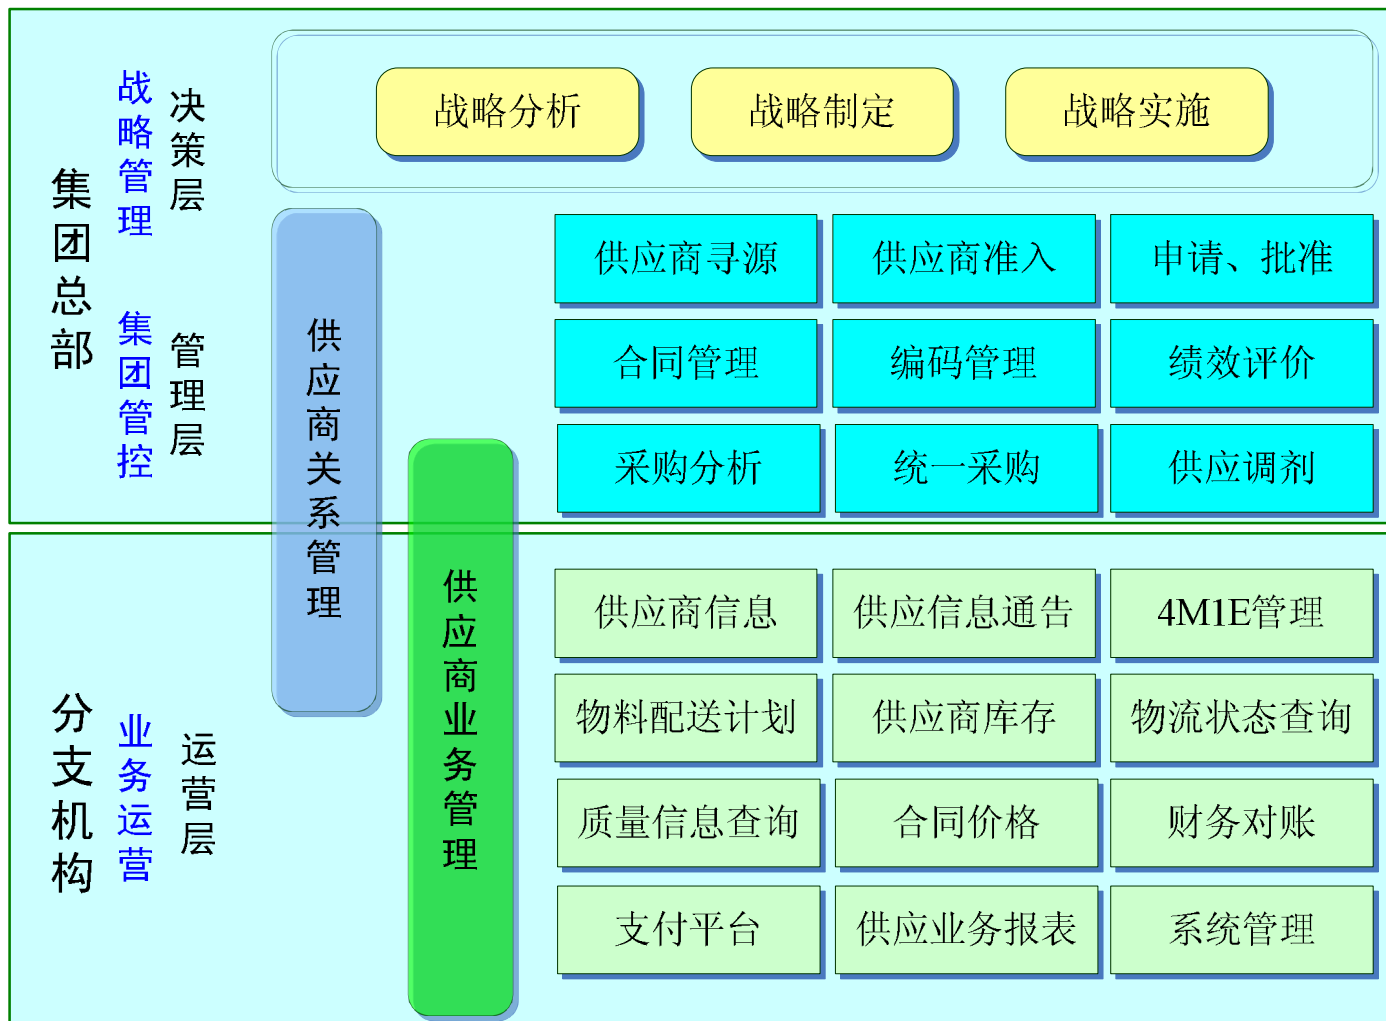 集团总部
战略管理
决策层
战略分析
战略制定
战略实施
集团管控
管理层
供应商关系管理
供应商寻源
供应商准入
申请、批准
合同管理
编码管理
绩效评价
采购分析
统一采购
供应调剂
分支机构
业务运营
运营层
供应商业务管理
供应商信息
供应信息通告
4M1E管理
物料配送计划
供应商库存
物流状态查询
质量信息查询
合同价格
财务对账
支付平台
供应业务报表
系统管理